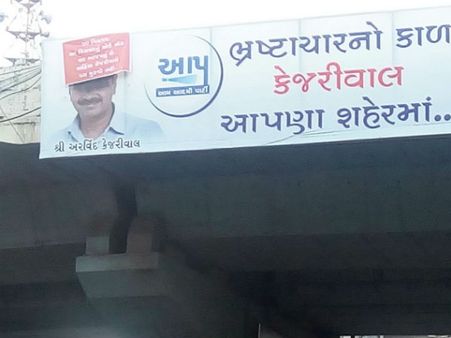 આપ
આમ આદમી પાર્ટી
શ્રી અરવિંદ કેજરીવાલ
ભ્રષ્ટાચારનો કાળ
કેજરીવાલ
આપણા શહેરમાં..